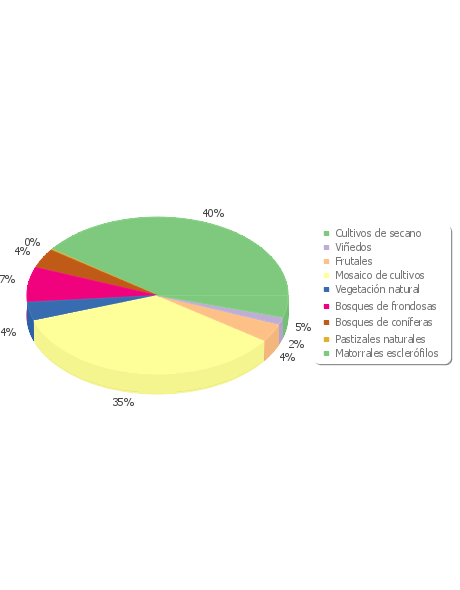 40%
0%
4%
7%
4%
35%
4%
2%
5%
Cultivos de secano
Viñedos
Frutales
Mosaico de cultivos
Vegetación natural
Bosques de frondosas
Bosques de coníferas
Pastizales naturales
Matorrales esclerófilos